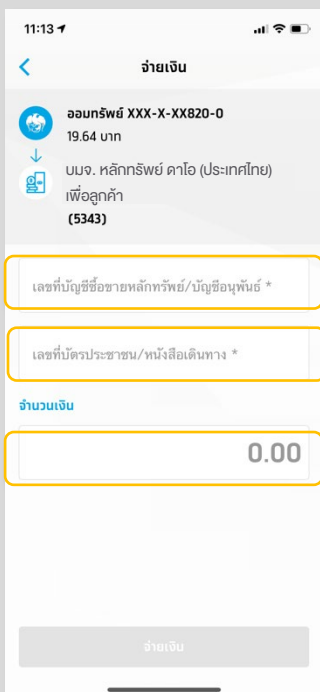 11:13
จ่ายเงิน
ออมทรัพย์ XXX-X-XX820-0
19.64 บาท
บมจ. หลักทรัพย์ ดาโอ (ประเทศไทย)
เพื่อลูกค้า
(5343)
เลขที่บัญชีซื้อขายหลักทรัพย์/บัญชีอนุพันธ์ *
เลขที่บัตรประชาชน/หนังสือเดินทาง *
จำนวนเงิน
0.00
จ่ายเงิน